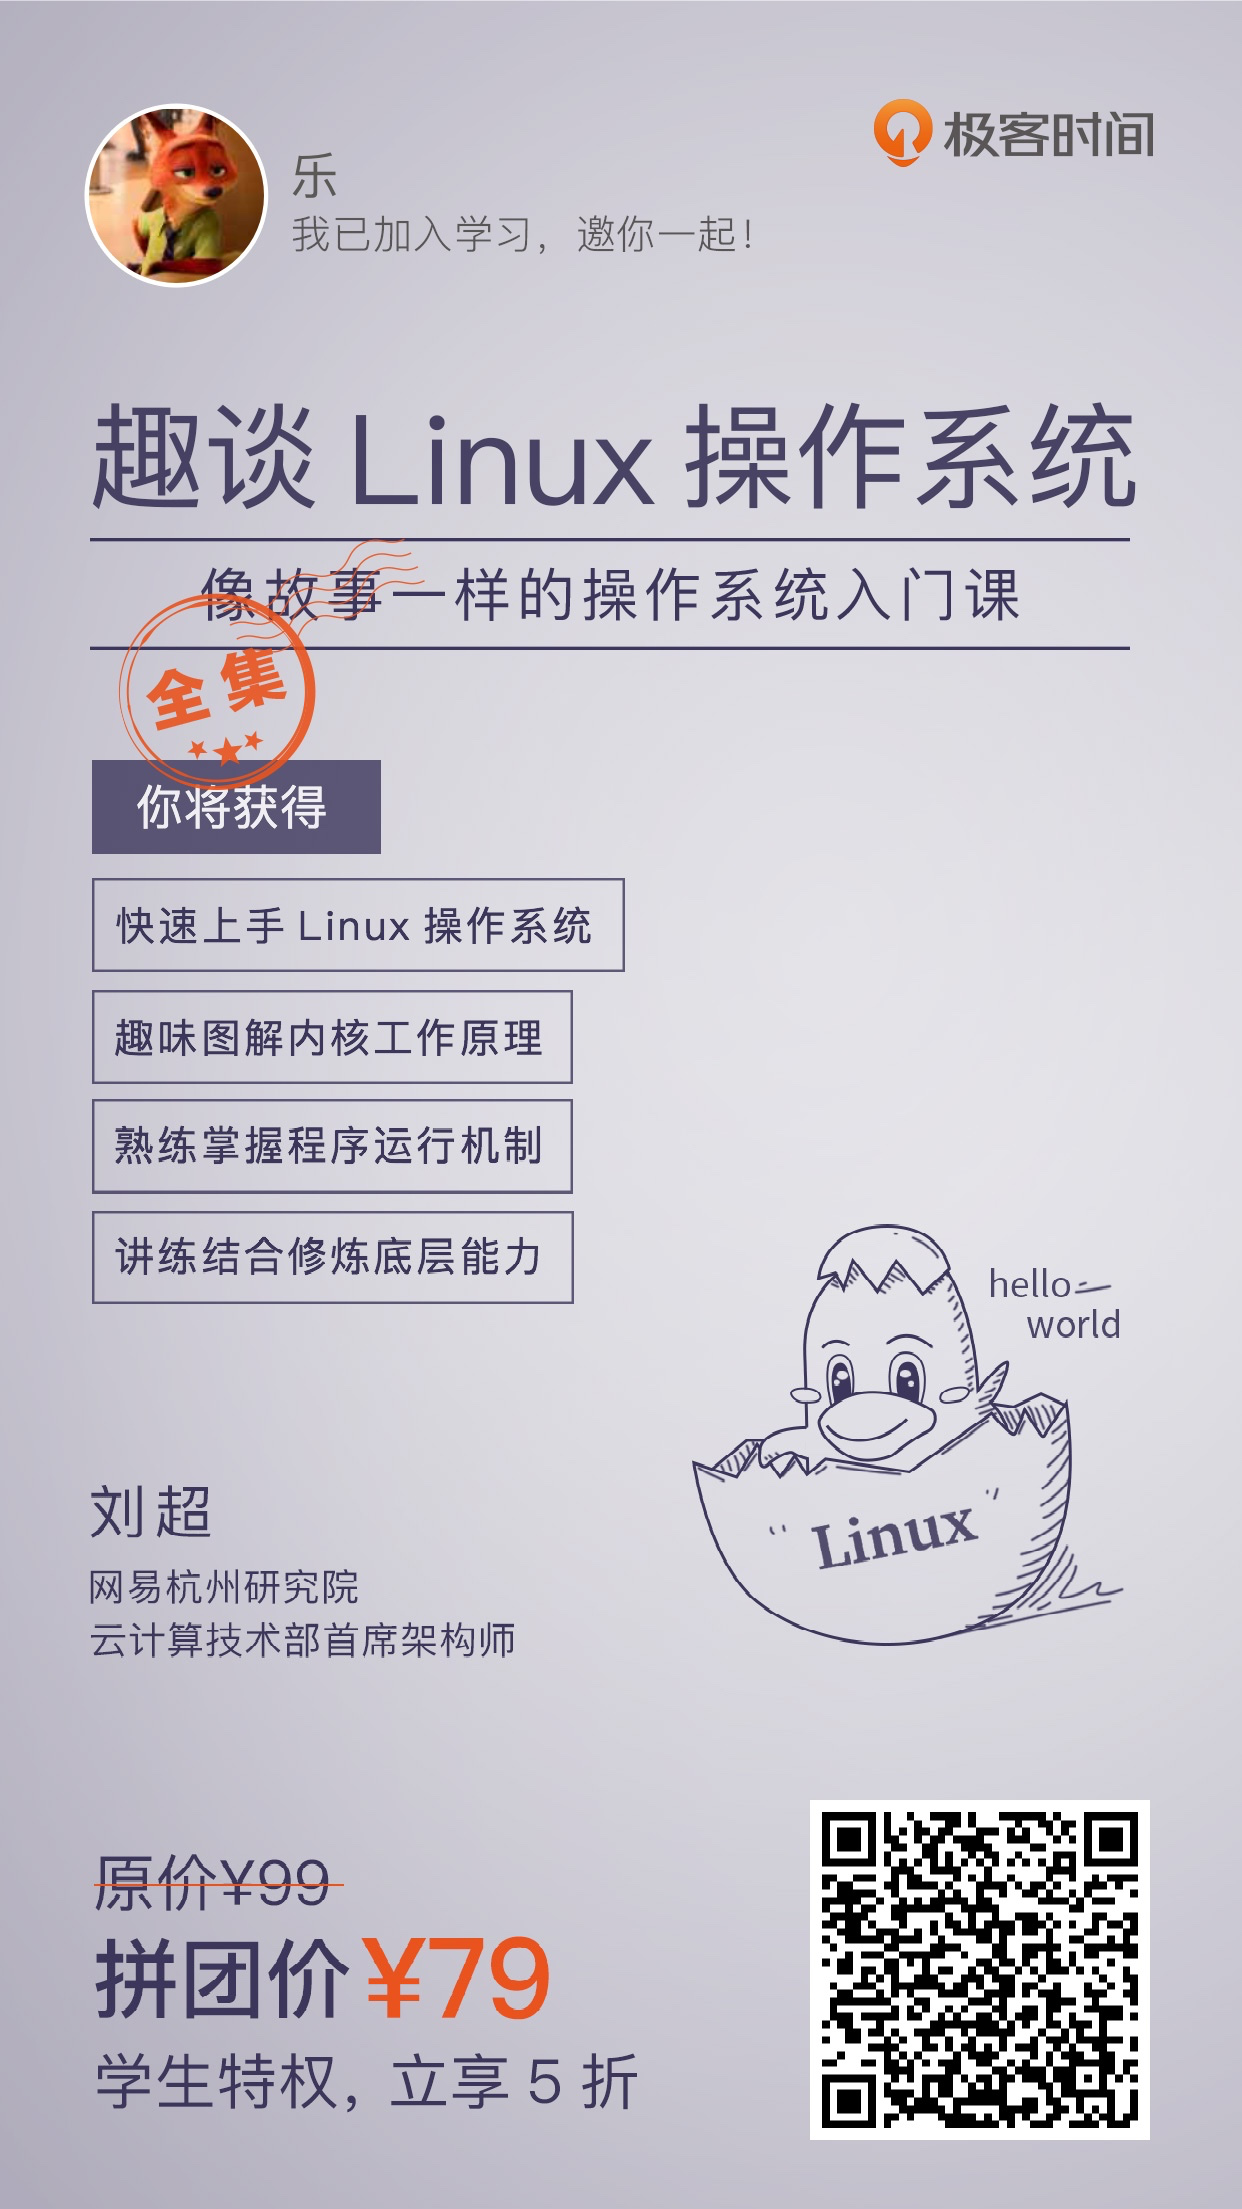 极客时间
乐
我已加入学习，邀你一起！
趣谈 Linux 操作系统
像故事一样的操作系统入门课
全集
你将获得
快速上手 Linux 操作系统
趣味图解内核工作原理
熟练掌握程序运行机制
讲练结合修炼底层能力
hello
world
Linux
刘超
网易杭州研究院
云计算技术部首席架构师
原价¥99
拼团价¥79
学生特权，立享 5 折